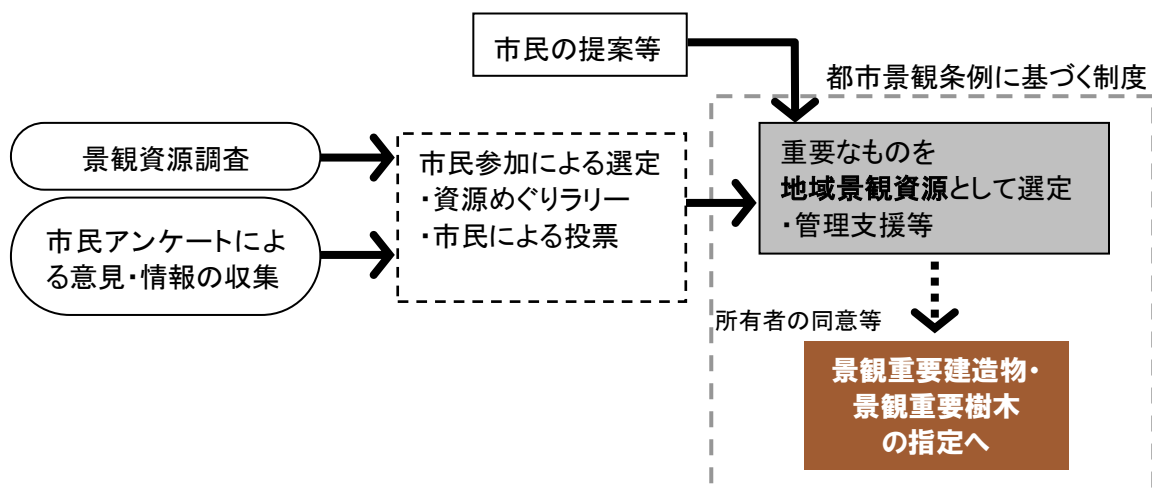 市民の提案等
都市景観条例に基づく制度
景観資源調査
市民アンケートによ
る意見・情報の収集
市民参加による選定
・資源めぐりラリー
・市民による投票
重要なものを
地域景観資源として選定
・管理支援等
所有者の同意等
景観重要建造物・
景観重要樹木
の指定へ